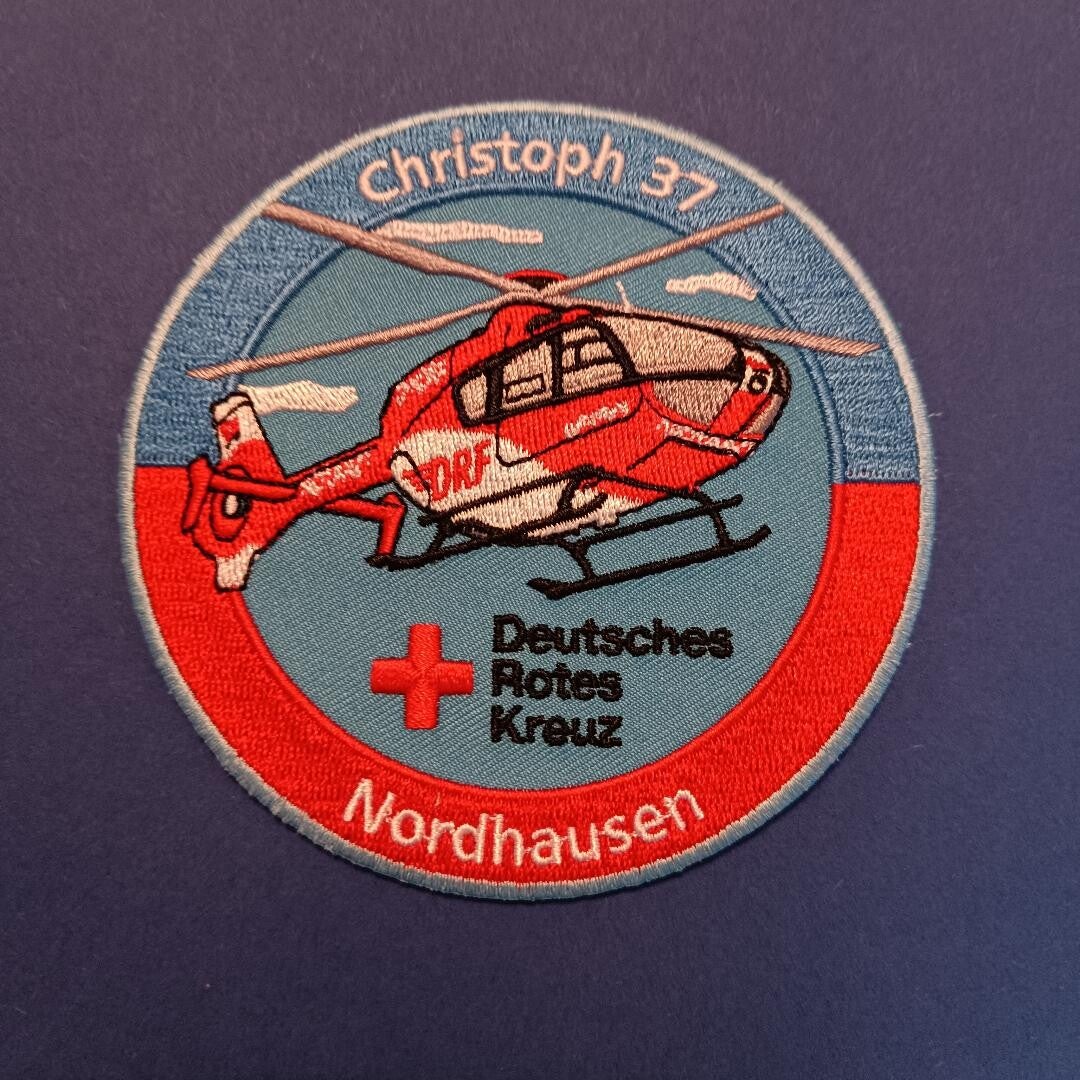 Christoph 37
DRF
Deutsches
Rotes
Kreuz
Nordhausen